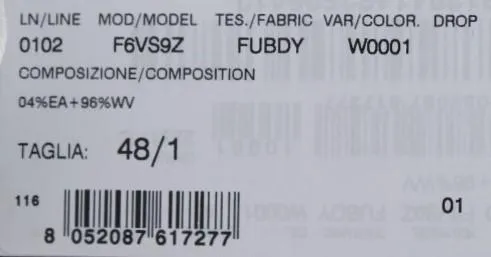 LN/LINE MOD/MODEL TES./FABRIC VAR/COLOR. DROP
0102 F6VS9Z FUBDY W0001
COMPOSIZIONE/COMPOSITION
04%EA+96%WV
TAGLIA: 48/1
116
01
8 052087 617277